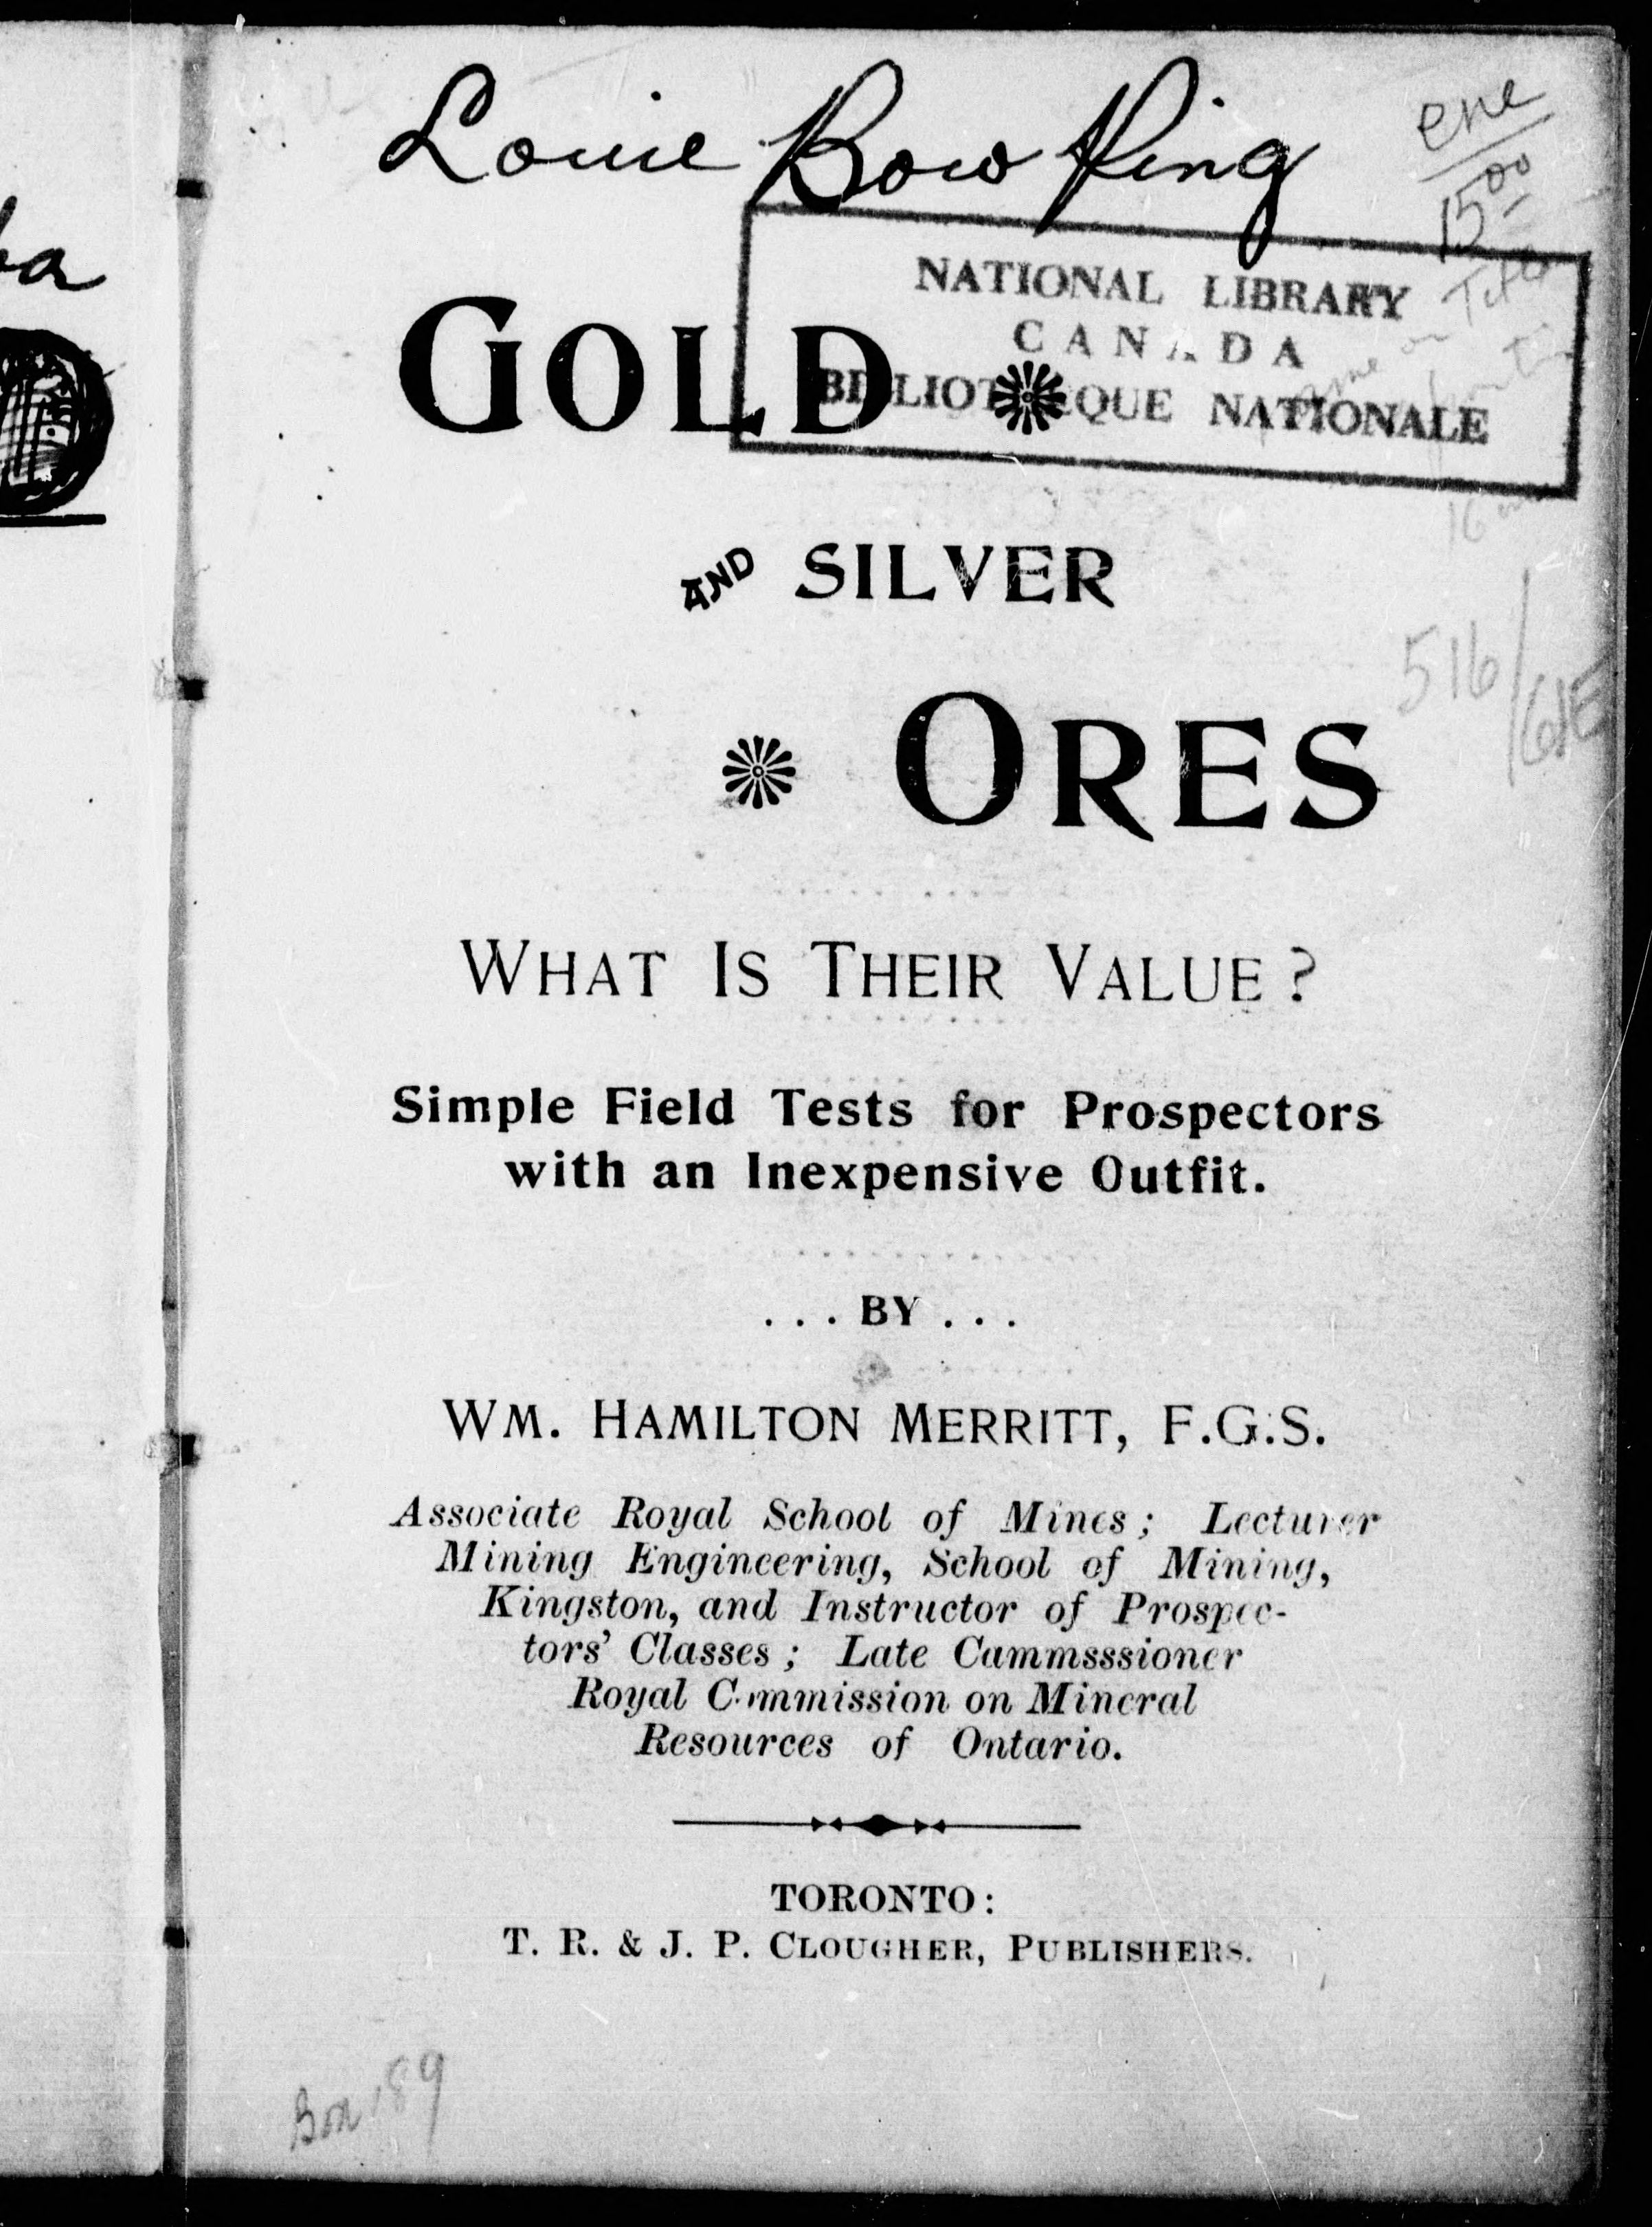 Louie Bow King
ene
15 00
NATIONAL LIBRARY
CANADA
BIBLIOTHEQUE NATIONALE
GOLD
AND SILVER
ORES
WHAT IS THEIR VALUE?
Simple Field Tests for Prospectors
with an Inexpensive Outfit.
...BY...
WM. HAMILTON MERRITT, F.G.S.
Associate Royal School of Mines; Lecturer
Mining Engineering, School of Mining,
Kingston, and Instructor of Prospec-
tors' Classes; Late Cammsssioner
Royal Commission on Mineral
Resources of Ontario.
TORONTO:
T. R. & J. P. CLOUGHER, PUBLISHERS.
516
189